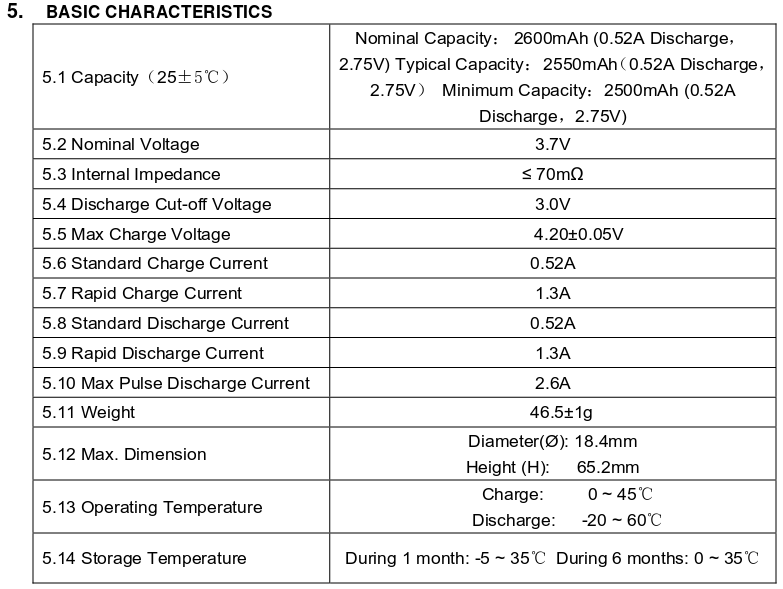 5. BASIC CHARACTERISTICS
5.1 Capacity（25±5℃）
Nominal Capacity： 2600mAh (0.52A Discharge，
2.75V) Typical Capacity：2550mAh（0.52A Discharge，
2.75V） Minimum Capacity：2500mAh (0.52A
Discharge，2.75V)
5.2 Nominal Voltage 3.7V
5.3 Internal Impedance ≤ 70mΩ
5.4 Discharge Cut-off Voltage 3.0V
5.5 Max Charge Voltage 4.20±0.05V
5.6 Standard Charge Current 0.52A
5.7 Rapid Charge Current 1.3A
5.8 Standard Discharge Current 0.52A
5.9 Rapid Discharge Current 1.3A
5.10 Max Pulse Discharge Current 2.6A
5.11 Weight 46.5±1g
5.12 Max. Dimension
Diameter(Ø): 18.4mm
Height (H): 65.2mm
5.13 Operating Temperature
Charge: 0 ~ 45℃
Discharge: -20 ~ 60℃
5.14 Storage Temperature During 1 month: -5 ~ 35℃ During 6 months: 0 ~ 35℃